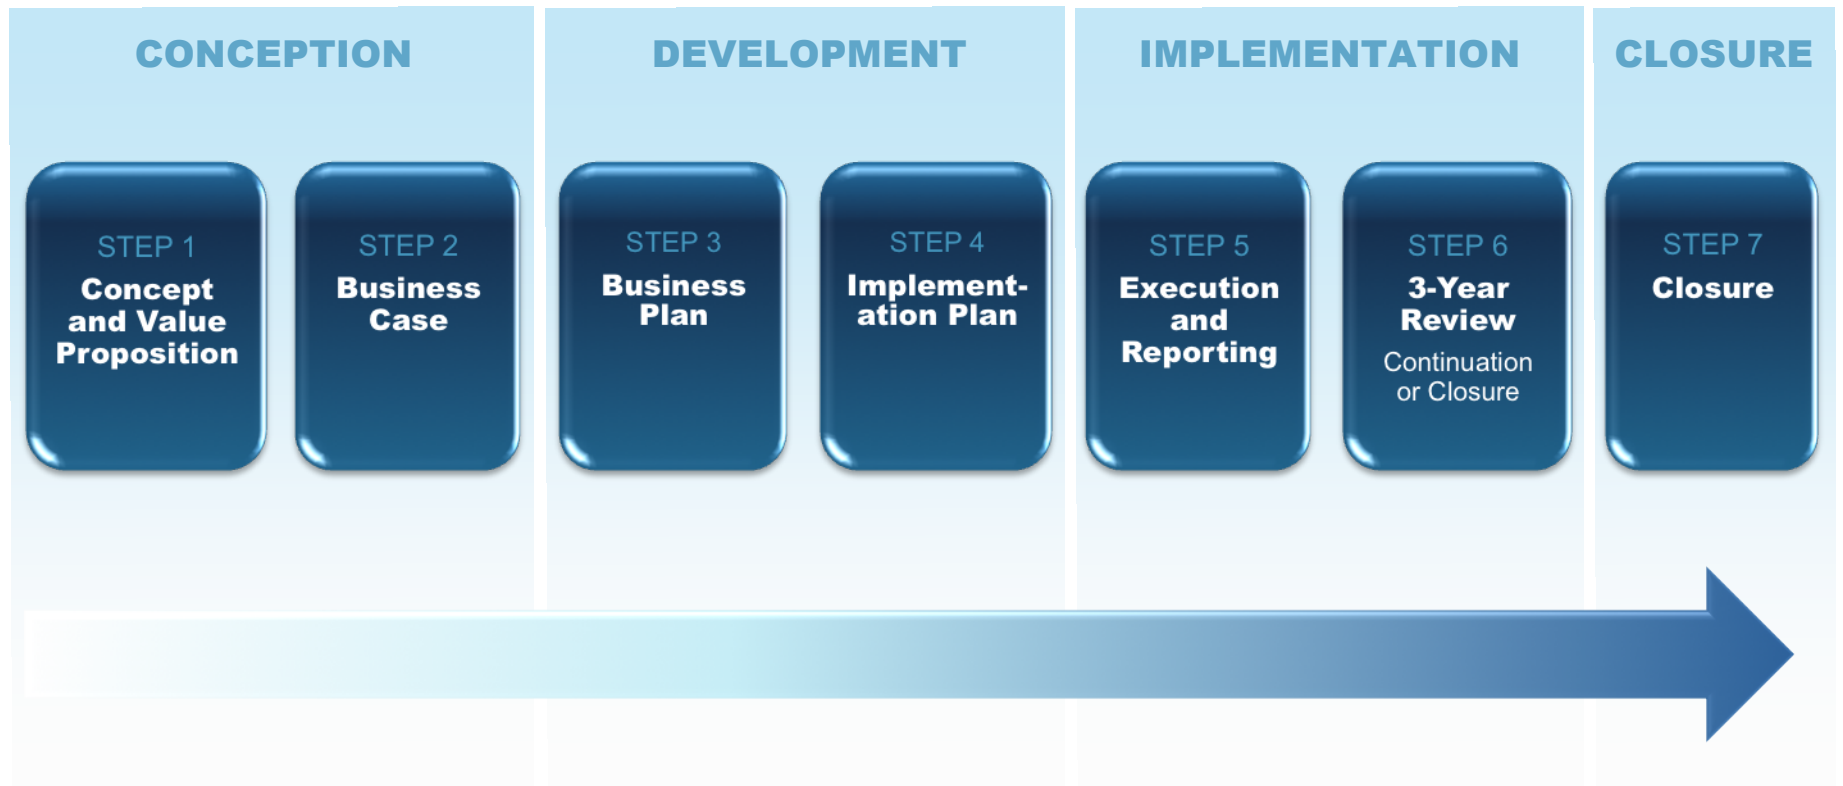 CONCEPTION
DEVELOPMENT
IMPLEMENTATION
CLOSURE
STEP 1
Concept
and Value
Proposition
STEP 2
Business
Case
STEP 3
Business
Plan
STEP 4
Implement-
ation Plan
STEP 5
Execution
and
Reporting
STEP 6
3-Year
Review
Continuation
or Closure
STEP 7
Closure